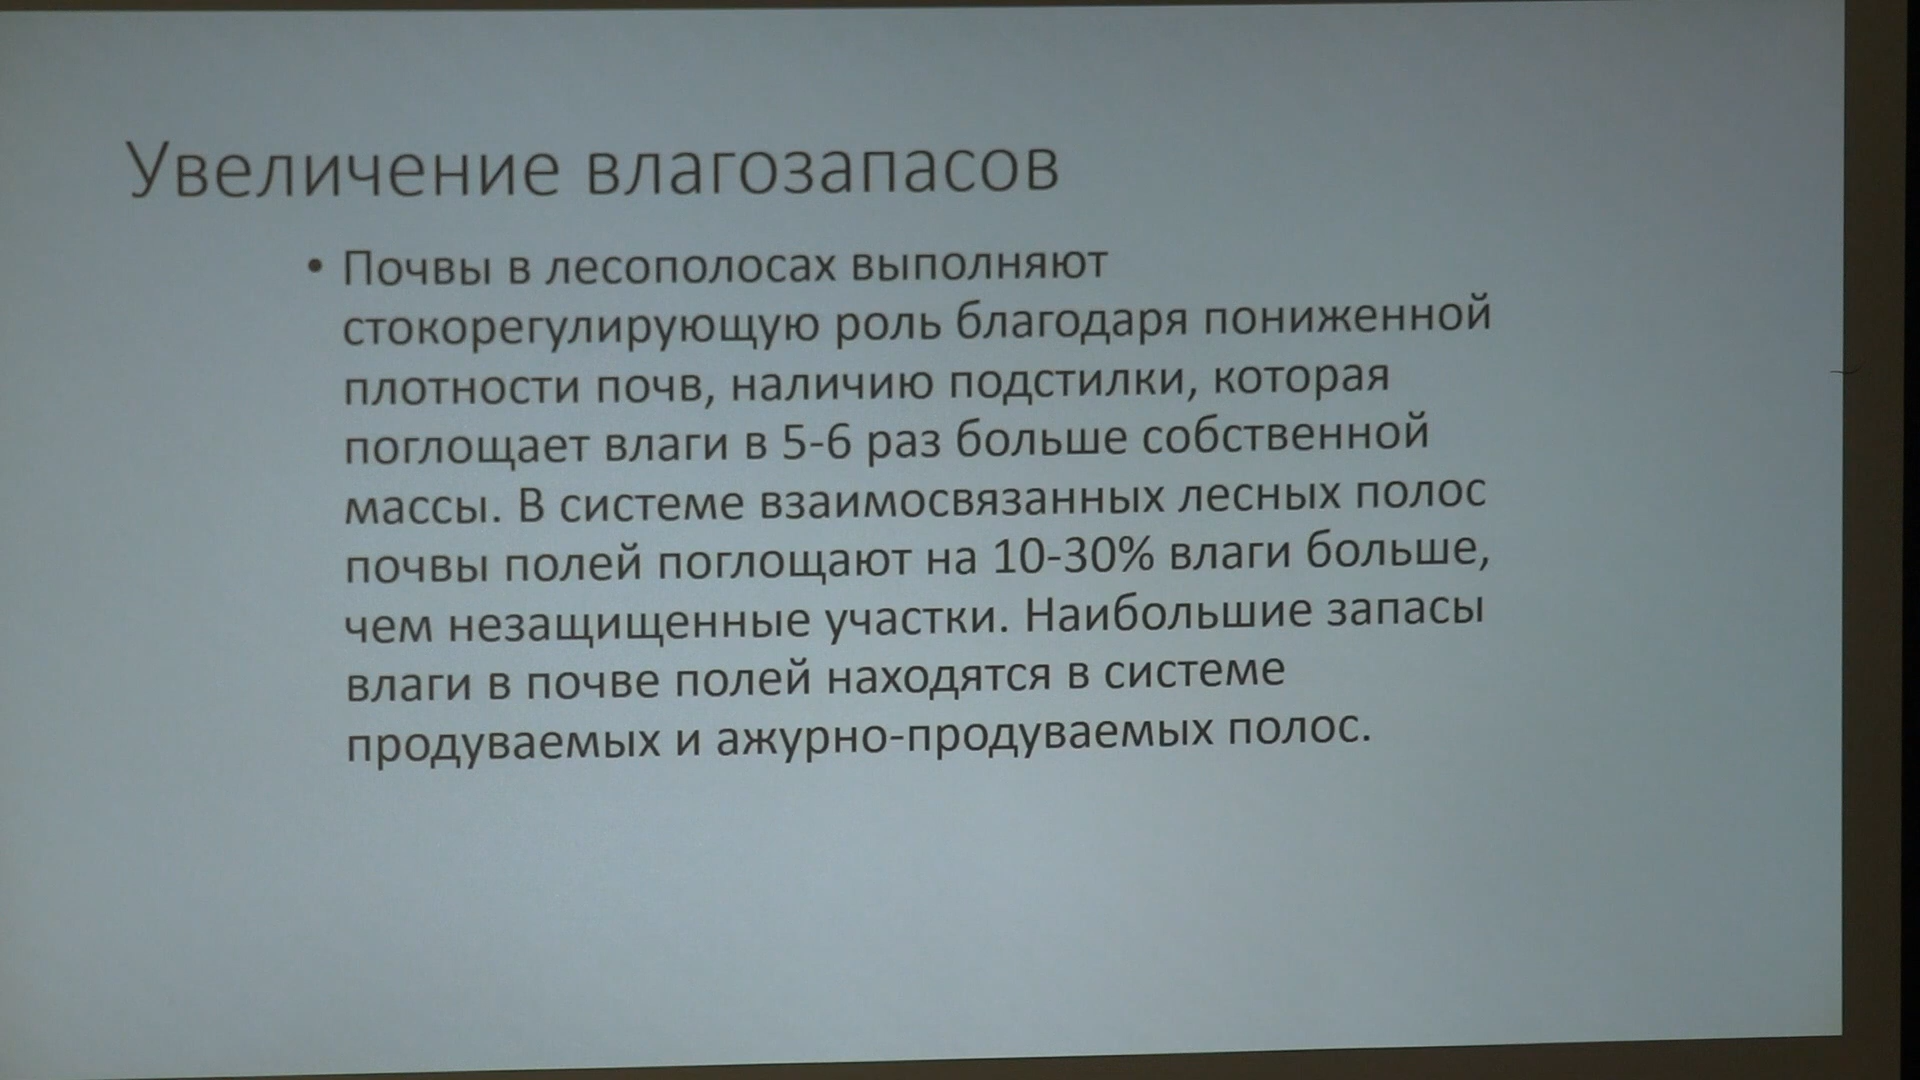 Увеличение влагозапасов
• Почвы в лесополосах выполняют
стокорегулирующую роль благодаря пониженной
плотности почв, наличию подстилки, которая
поглощает влаги в 5-6 раз больше собственной
массы. В системе взаимосвязанных лесных полос
почвы полей поглощают на 10-30% влаги больше,
чем незащищенные участки. Наибольшие запасы
влаги в почве полей находятся в системе
продуваемых и ажурно-продуваемых полос.